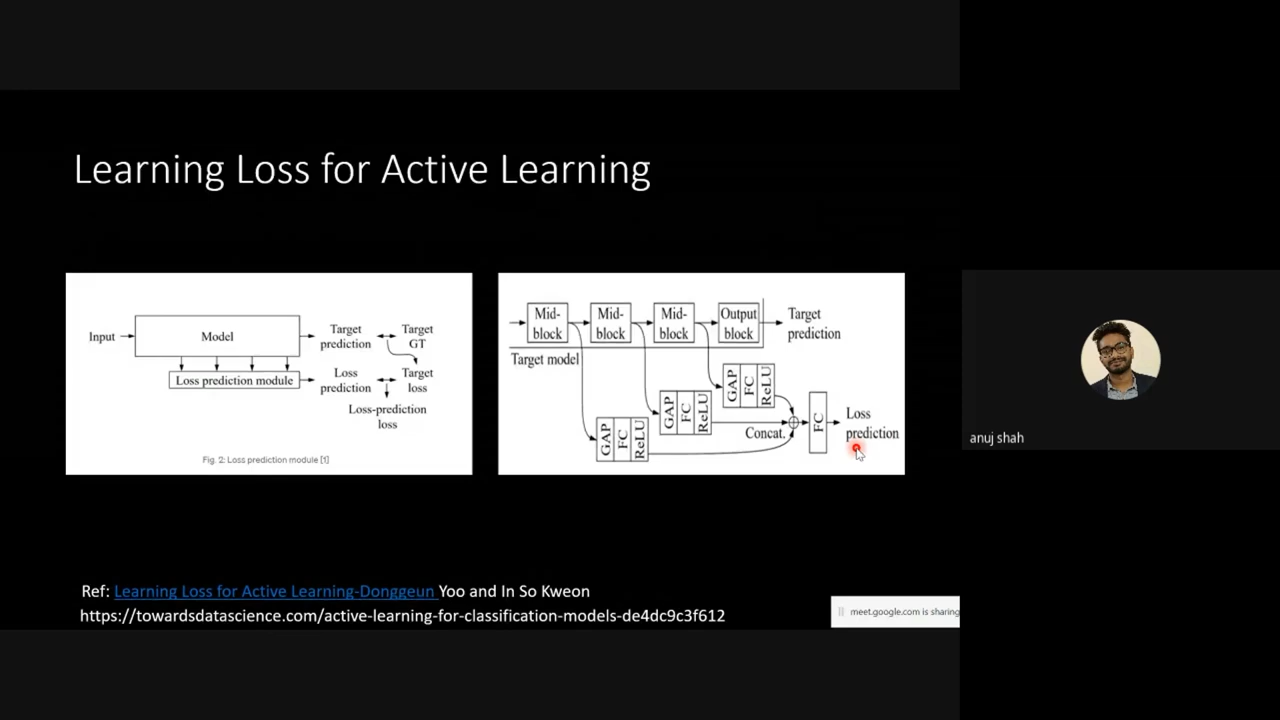 Learning Loss for Active Learning
Input
Model
Target prediction
Target GT
Loss prediction module
Loss prediction
Target loss
Loss-prediction loss
Fig. 2: Loss prediction module [1]
Mid-block
Mid-block
Mid-block
Output block
Target prediction
Target model
GAP
FC
ReLU
GAP
FC
ReLU
GAP
FC
ReLU
Concat.
FC
Loss prediction
anuj shah
Ref: Learning Loss for Active Learning-Donggeun Yoo and In So Kweon
https://towardsdatascience.com/active-learning-for-classification-models-de4dc9c3f612
meet.google.com is sharing